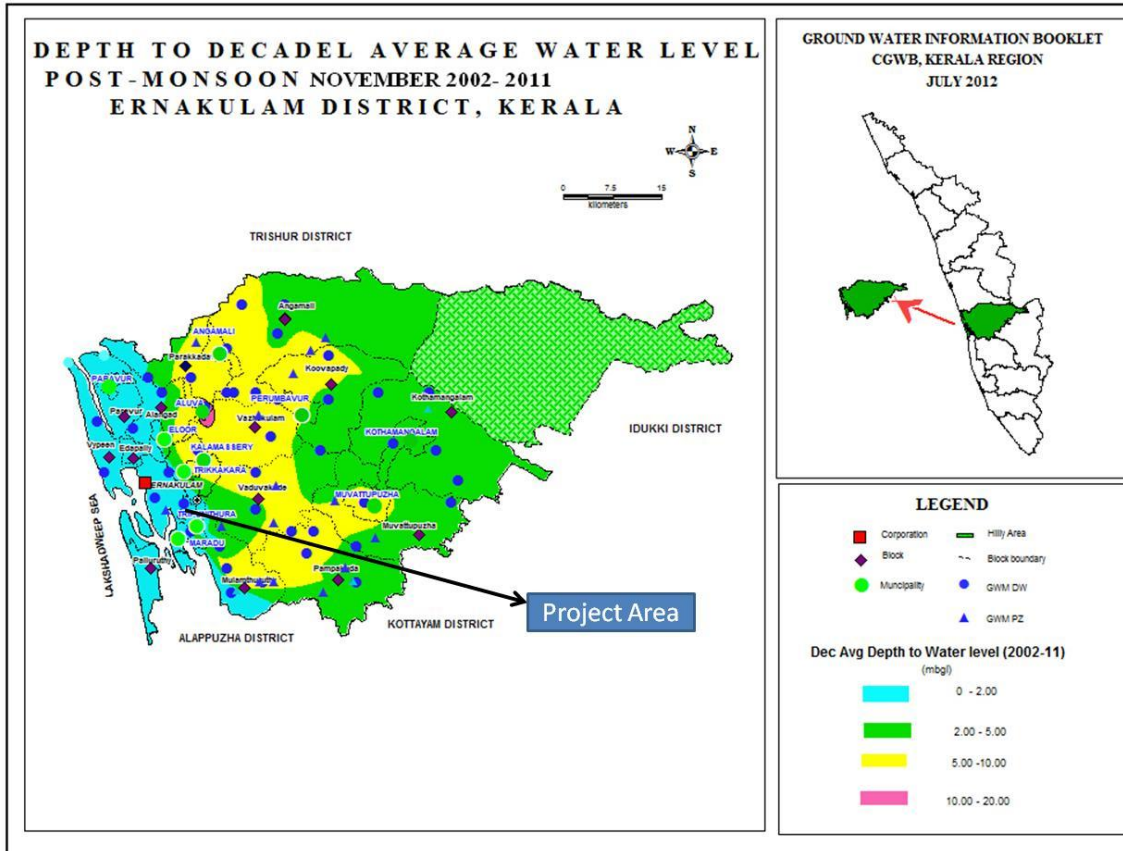 DEPTH TO DECADEL AVERAGE WATER LEVEL
POST-MONSOON NOVEMBER 2002- 2011
ERNAKULAM DISTRICT, KERALA
N
W E
S
0 7.5 15
kilometers
TRISHUR DISTRICT
Angamali
ANGAMALI
Parakkada
Koovapady
PARAVUR
PERUMBAVUR
Kothamangalam
ALUVA
Paravur
Alangad
Vazhakulam
IDUKKI DISTRICT
ELOOR
KOTHAMANGALAM
KALAMASSERY
Vypeen
Edapally
TRIKKAKARA
ERNAKULAM
Vaduvakode
MUVATTUPUZHA
LAKSHADWEEP SEA
MARADU
Muvattupuzha
Palluruthy
Mulamthuruthy
Pampakuda
Project Area
ALAPPUZHA DISTRICT
KOTTAYAM DISTRICT
GROUND WATER INFORMATION BOOKLET
CGWB, KERALA REGION
JULY 2012
LEGEND
Corporation
Hilly Area
Block
Block boundary
Muncipality
GWM DW
GWM PZ
Dec Avg Depth to Water level (2002-11)
(mbgl)
0 - 2.00
2.00 - 5.00
5.00 -10.00
10.00 - 20.00